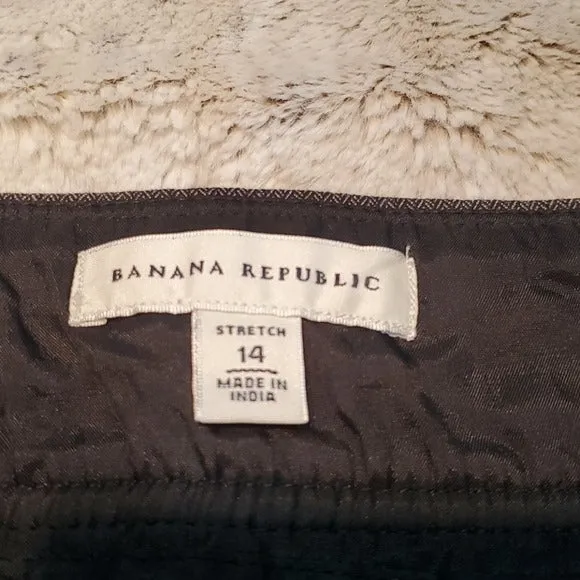 BANANA REPUBLIC
STRETCH
14
MADE IN
INDIA